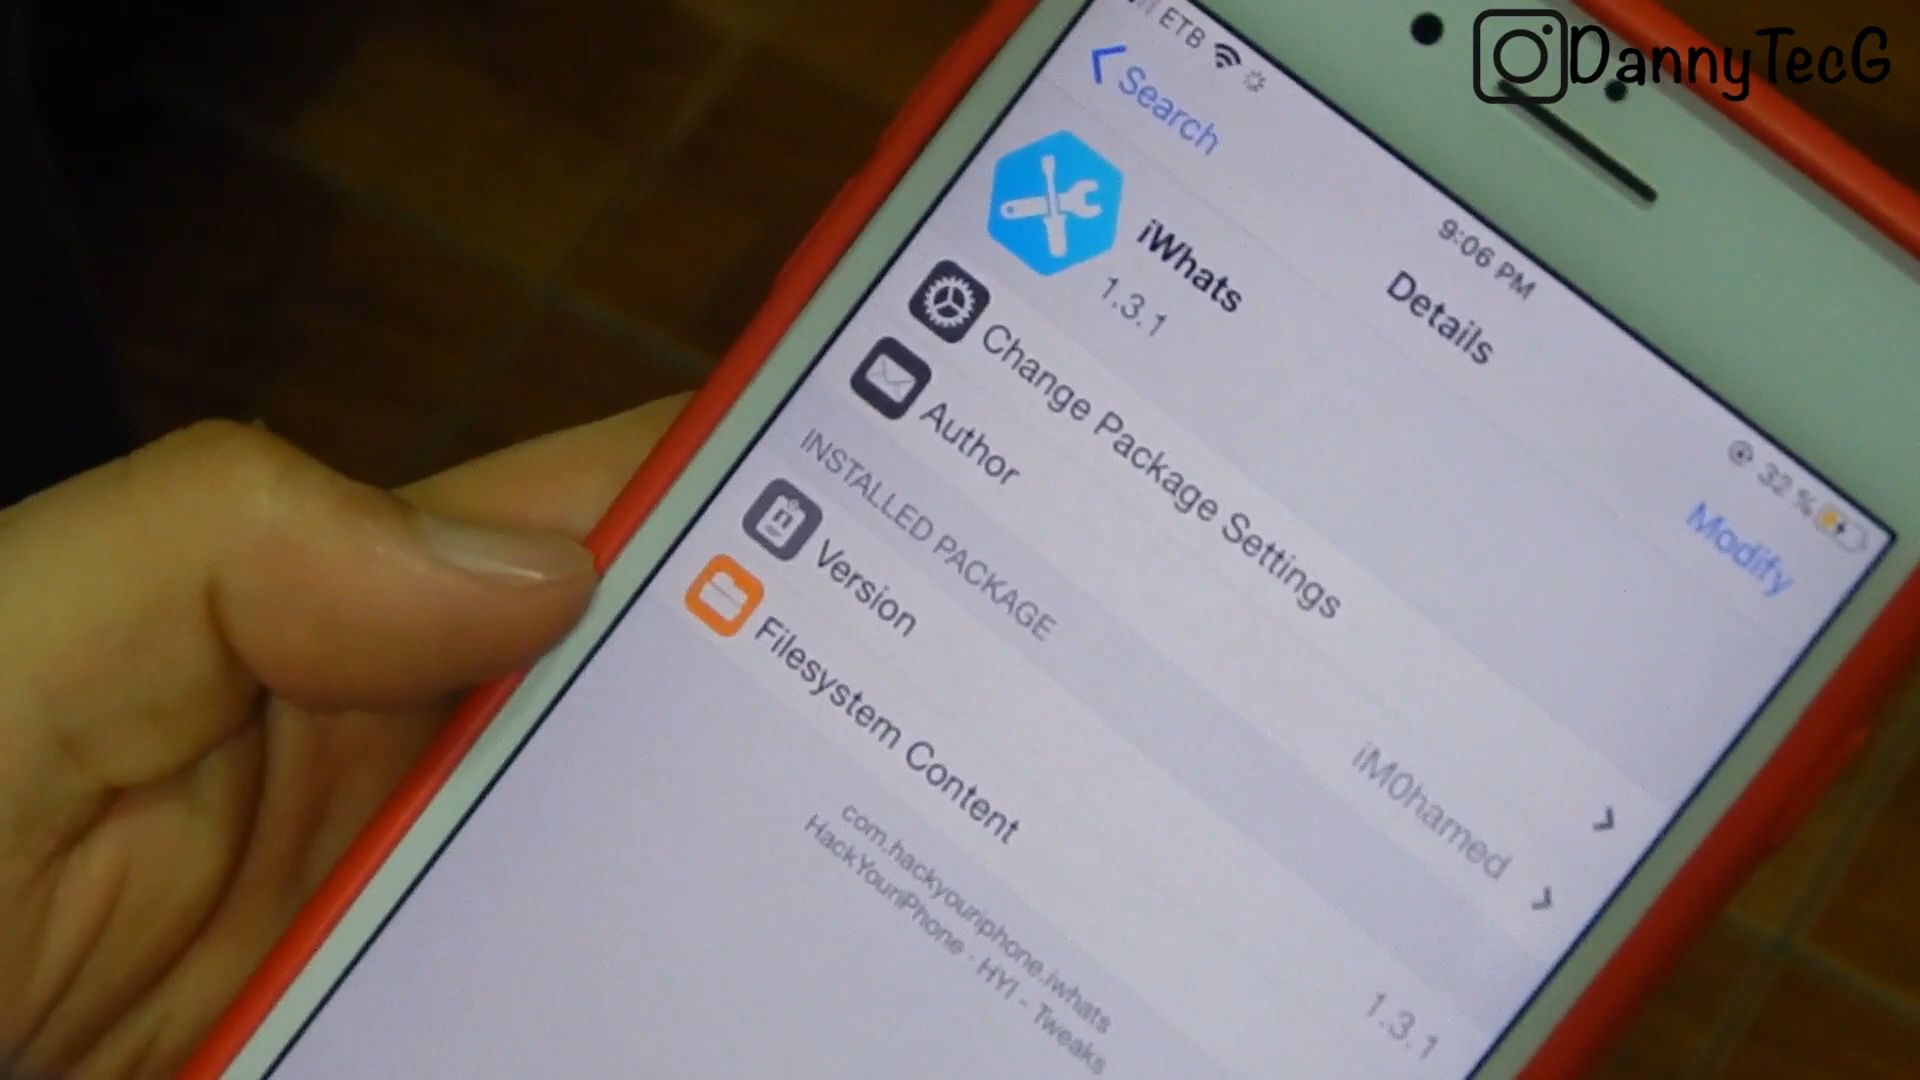 DannyTecG
ETB
9:06 PM
32 %
Search
Details
Modify
iWhats
1.3.1
Change Package Settings
Author
iM0hamed
INSTALLED PACKAGE
Version
1.3.1
Filesystem Content
com.hackyouriphone.iwhats
HackYouriPhone · HYI - Tweaks